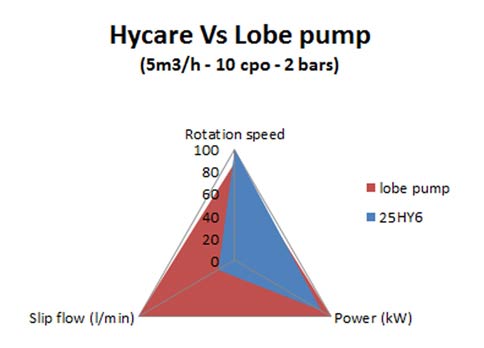 Hycare Vs Lobe pump
(5m3/h - 10 cpo - 2 bars)
Rotation speed
100
80
60
40
20
0
lobe pump
25HY6
Slip flow (l/min)
Power (kW)